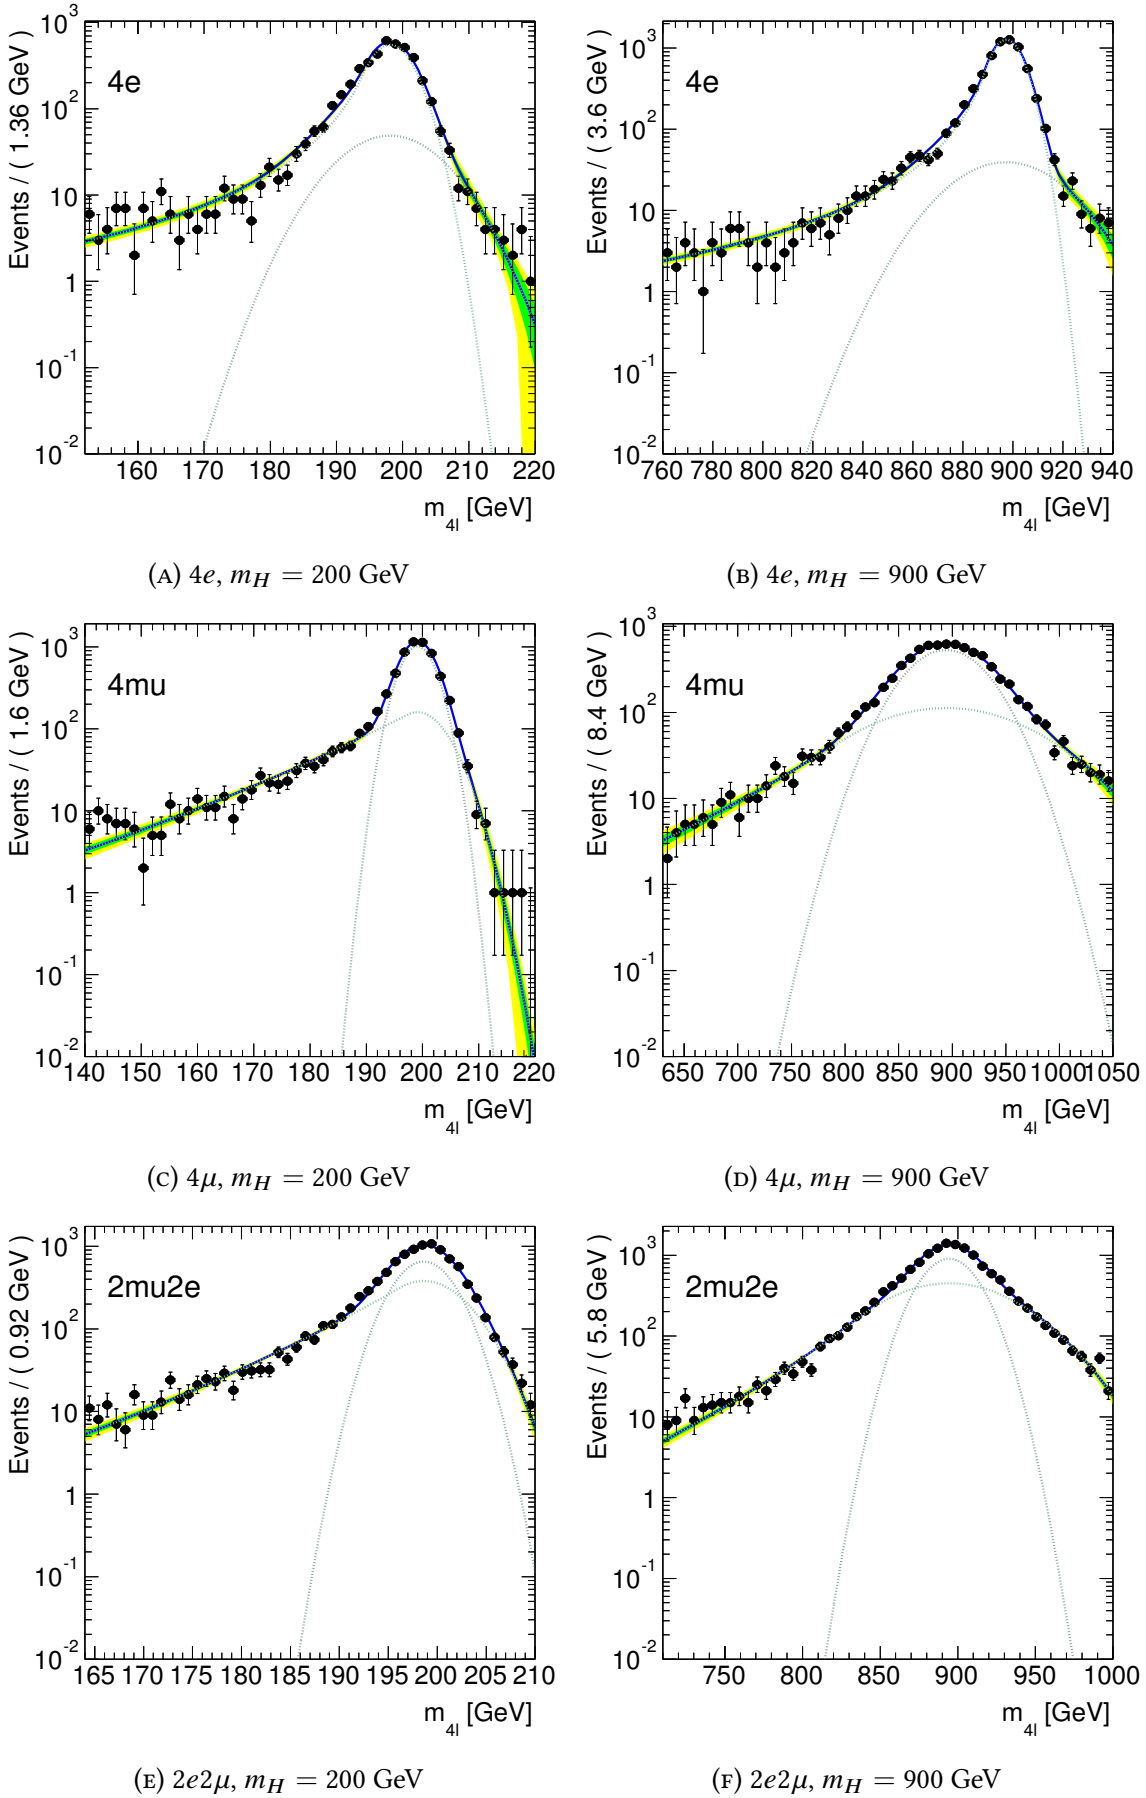 Events / ( 1.36 GeV )
4e
10^3
10^2
10
1
10^-1
10^-2
160 170 180 190 200 210 220
m_4l [GeV]
(A) 4e, m_H = 200 GeV
Events / ( 3.6 GeV )
4e
10^3
10^2
10
1
10^-1
10^-2
760 780 800 820 840 860 880 900 920 940
m_4l [GeV]
(B) 4e, m_H = 900 GeV
Events / ( 1.6 GeV )
4mu
10^3
10^2
10
1
10^-1
10^-2
140 150 160 170 180 190 200 210 220
m_4l [GeV]
(C) 4μ, m_H = 200 GeV
Events / ( 8.4 GeV )
4mu
10^3
10^2
10
1
10^-1
10^-2
650 700 750 800 850 900 950 1000 1050
m_4l [GeV]
(D) 4μ, m_H = 900 GeV
Events / ( 0.92 GeV )
2mu2e
10^3
10^2
10
1
10^-1
10^-2
165 170 175 180 185 190 195 200 205 210
m_4l [GeV]
(E) 2e2μ, m_H = 200 GeV
Events / ( 5.8 GeV )
2mu2e
10^3
10^2
10
1
10^-1
10^-2
750 800 850 900 950 1000
m_4l [GeV]
(F) 2e2μ, m_H = 900 GeV